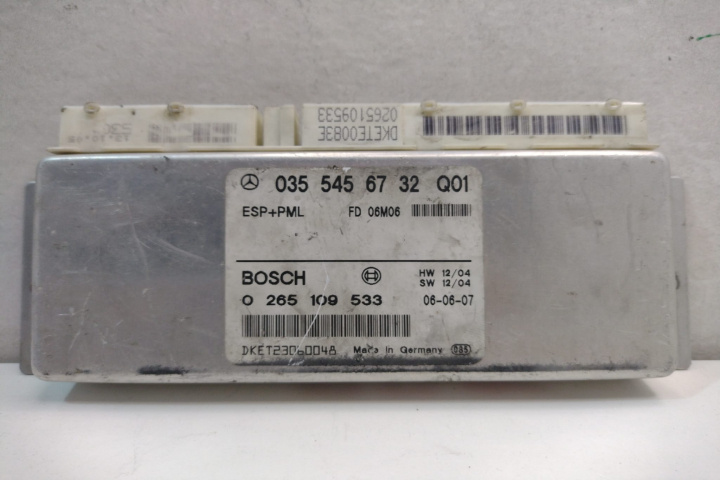 DKETE0083E
0265109533
035 545 67 32 Q01
ESP+PML FD 06M06
BOSCH HW 12/04
SW 12/04
0 265 109 533 06-06-07
Made in Germany